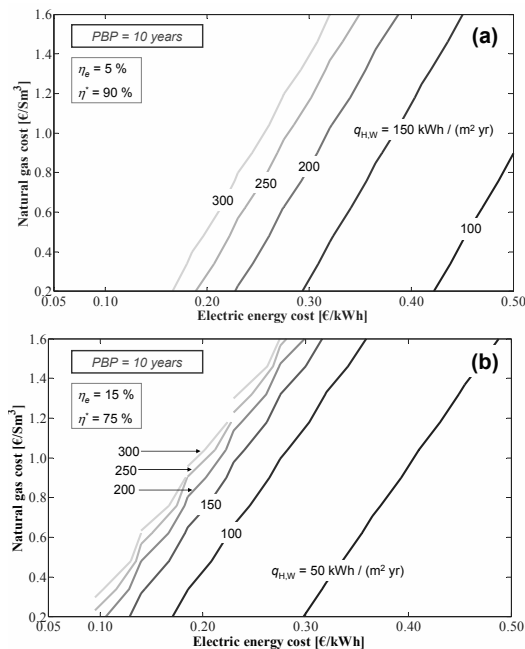 1.6
(a)
PBP = 10 years
1.4
ηe = 5 %
η* = 90 %
1.2
qH,W = 150 kWh / (m² yr)
1.0
200
0.8
250
300
0.6
100
0.4
0.2
Natural gas cost [€/Sm³]
0.05 0.10 0.20 0.30 0.40 0.50
Electric energy cost [€/kWh]
1.6
(b)
PBP = 10 years
1.4
ηe = 15 %
η* = 75 %
1.2
300
1.0
250
200
0.8
150
100
0.6
qH,W = 50 kWh / (m² yr)
0.4
0.2
Natural gas cost [€/Sm³]
0.05 0.10 0.20 0.30 0.40 0.50
Electric energy cost [€/kWh]